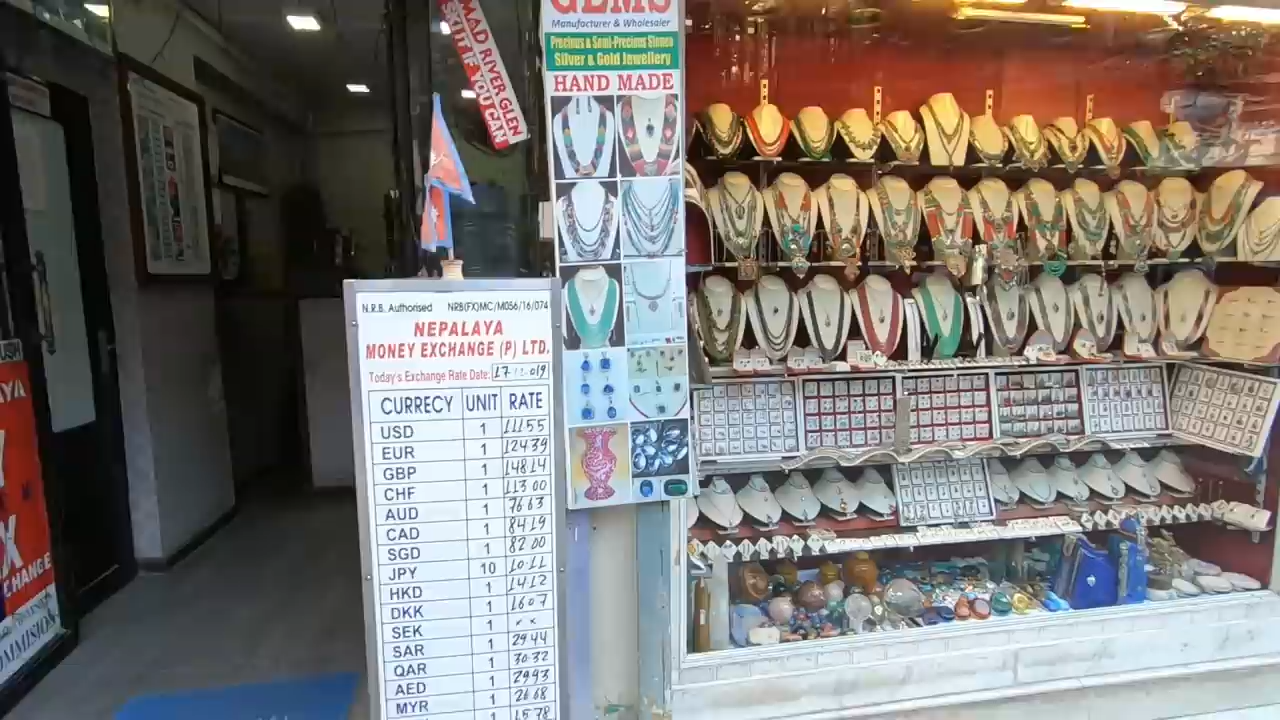 MAD RIVER GLEN
SKI IT IF YOU CAN
GEMS
Manufacturer & Wholesaler
Precious & Semi-Precious Stones
Silver & Gold Jewellery
HAND MADE
N.R.B. Authorised NRB(FX)MC/M056/16/074
NEPALAYA
MONEY EXCHANGE (P) LTD.
Today's Exchange Rate Date: 17 12 019
CURRECY UNIT RATE
USD 1 111.55
EUR 1 124.39
GBP 1 148.14
CHF 1 113.00
AUD 1 76.63
CAD 1 84.19
SGD 1 82.00
JPY 10 10.11
HKD 1 14.12
DKK 1 16.07
SEK 1
SAR 1 29.44
QAR 1 30.32
AED 1 29.93
MYR 1 26.68
15.78
CHANGE